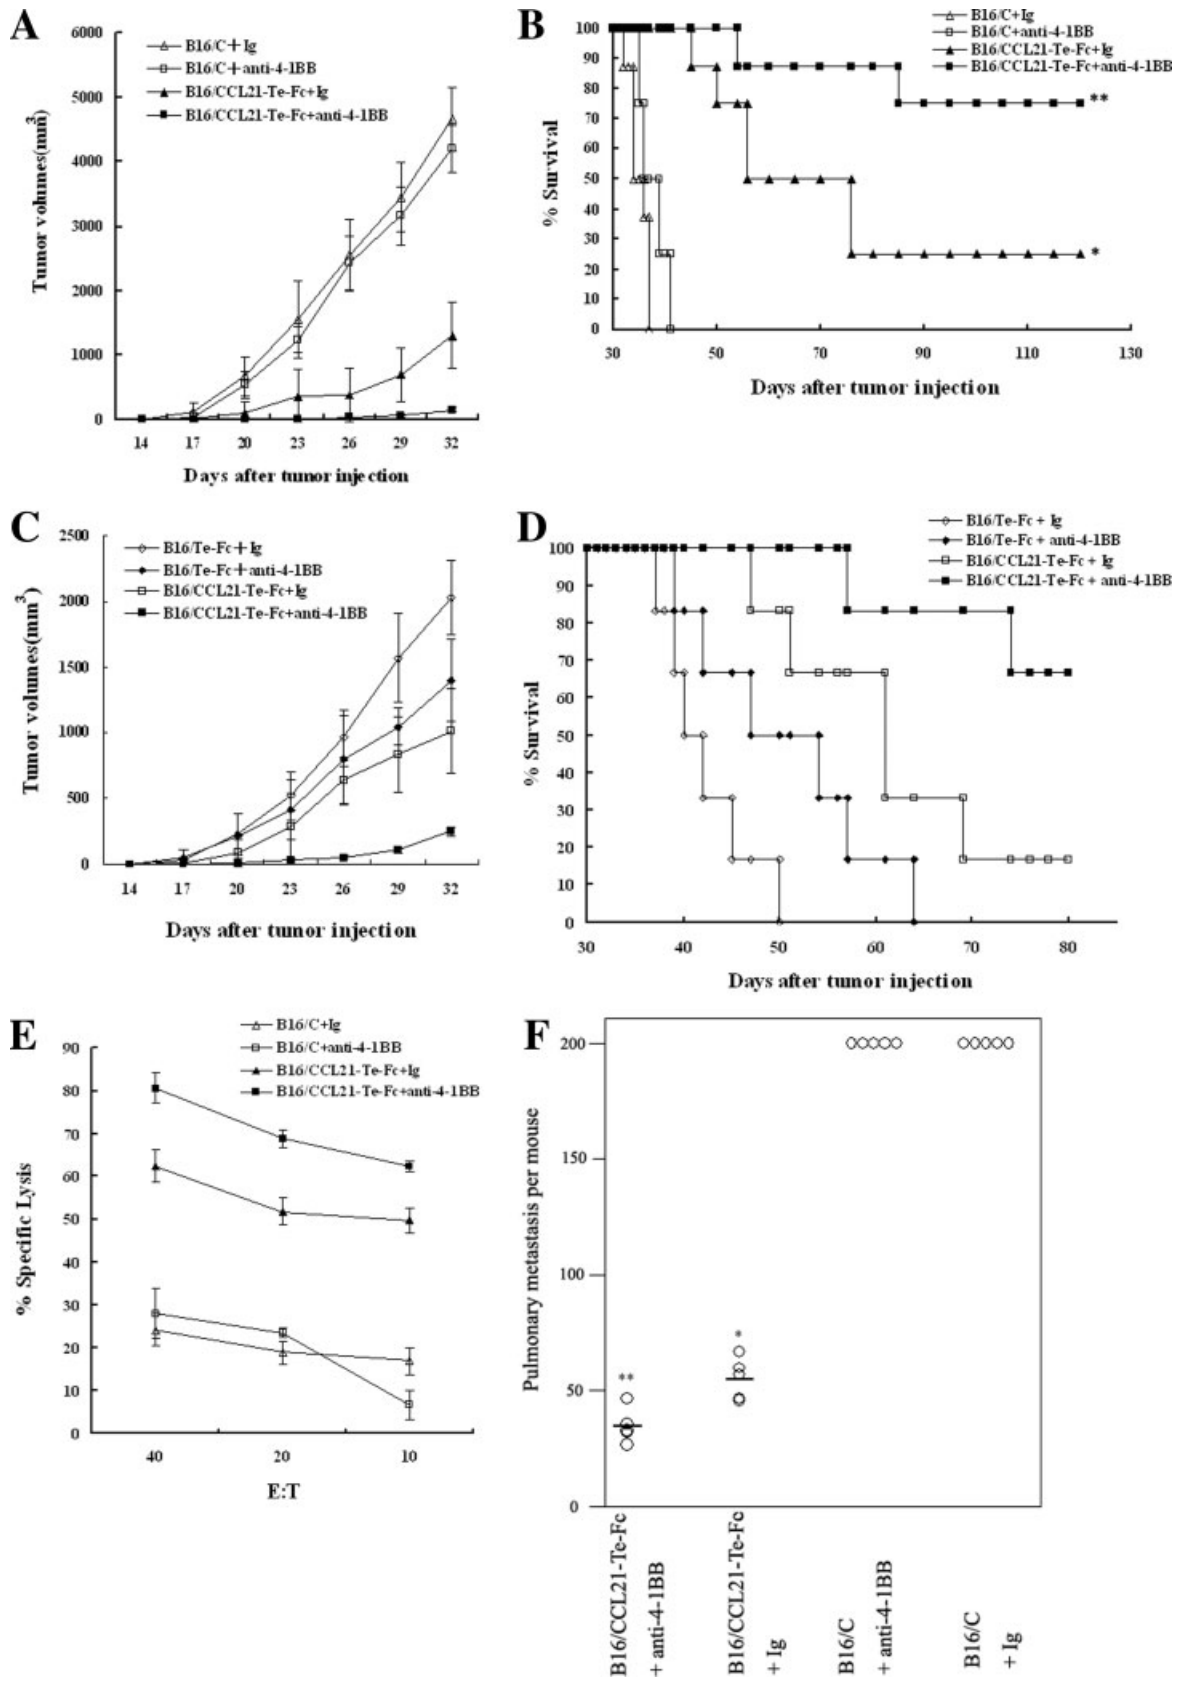 A
6000
5000
4000
3000
2000
1000
0
Tumor volumes(mm³)
B16/C+Ig
B16/C+anti-4-1BB
B16/CCL21-Te-Fc+Ig
B16/CCL21-Te-Fc+anti-4-1BB
14 17 20 23 26 29 32
Days after tumor injection
B
100
90
80
70
60
50
40
30
20
10
0
% Survival
B16/C+Ig
B16/C+anti-4-1BB
B16/CCL21-Te-Fc+Ig
B16/CCL21-Te-Fc+anti-4-1BB
**
*
30 50 70 90 110 130
Days after tumor injection
C
2500
2000
1500
1000
500
0
Tumor volumes(mm³)
B16/Te-Fc+Ig
B16/Te-Fc+anti-4-1BB
B16/CCL21-Te-Fc+Ig
B16/CCL21-Te-Fc+anti-4-1BB
14 17 20 23 26 29 32
Days after tumor injection
D
100
90
80
70
60
50
40
30
20
10
0
% Survival
B16/Te-Fc + Ig
B16/Te-Fc + anti-4-1BB
B16/CCL21-Te-Fc + Ig
B16/CCL21-Te-Fc + anti-4-1BB
30 40 50 60 70 80
Days after tumor injection
E
90
80
70
60
50
40
30
20
10
0
% Specific Lysis
B16/C+Ig
B16/C+anti-4-1BB
B16/CCL21-Te-Fc+Ig
B16/CCL21-Te-Fc+anti-4-1BB
40 20 10
E:T
F
200
150
100
50
0
Pulmonary metastasis per mouse
**
*
B16/CCL21-Te-Fc
+ anti-4-1BB
B16/CCL21-Te-Fc
+ Ig
B16/C
+ anti-4-1BB
B16/C
+ Ig